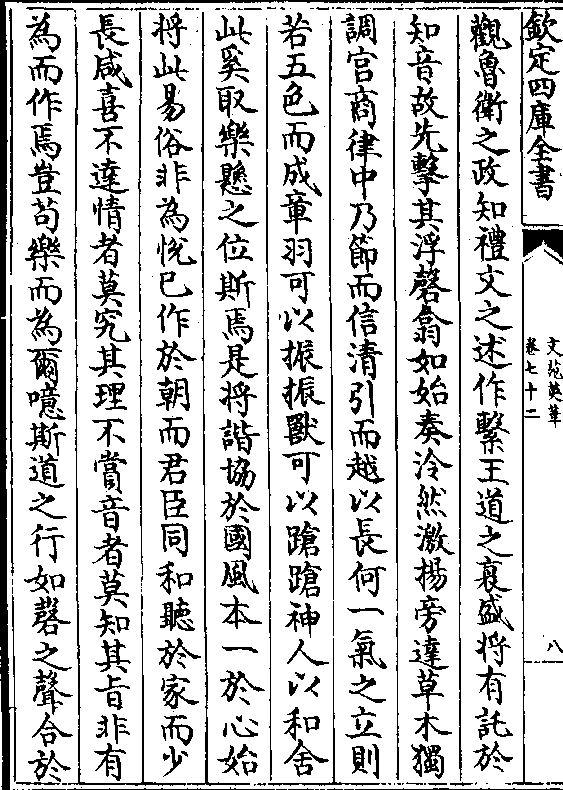 欽定四庫全書
文苑英華
卷七十二
八
觀魯衛之政知禮文之述作繫王道之衰盛将有託於
知音故先擊其浮磬翕如始奏泠然激揚旁達草木獨
調宫商律中乃節而信清引而越以長何一氣之立則
若五色而成章羽可以振振獸可以蹌蹌神人以和舍
此奚取樂懸之位斯焉是将諧協於國風本一於心始
将此易俗非為悅已作於朝而君臣同和聽於家而少
長咸喜不達情者莫究其理不賞音者莫知其旨非有
為而作焉豈苟樂而為爾噫斯道之行如磬之聲合於